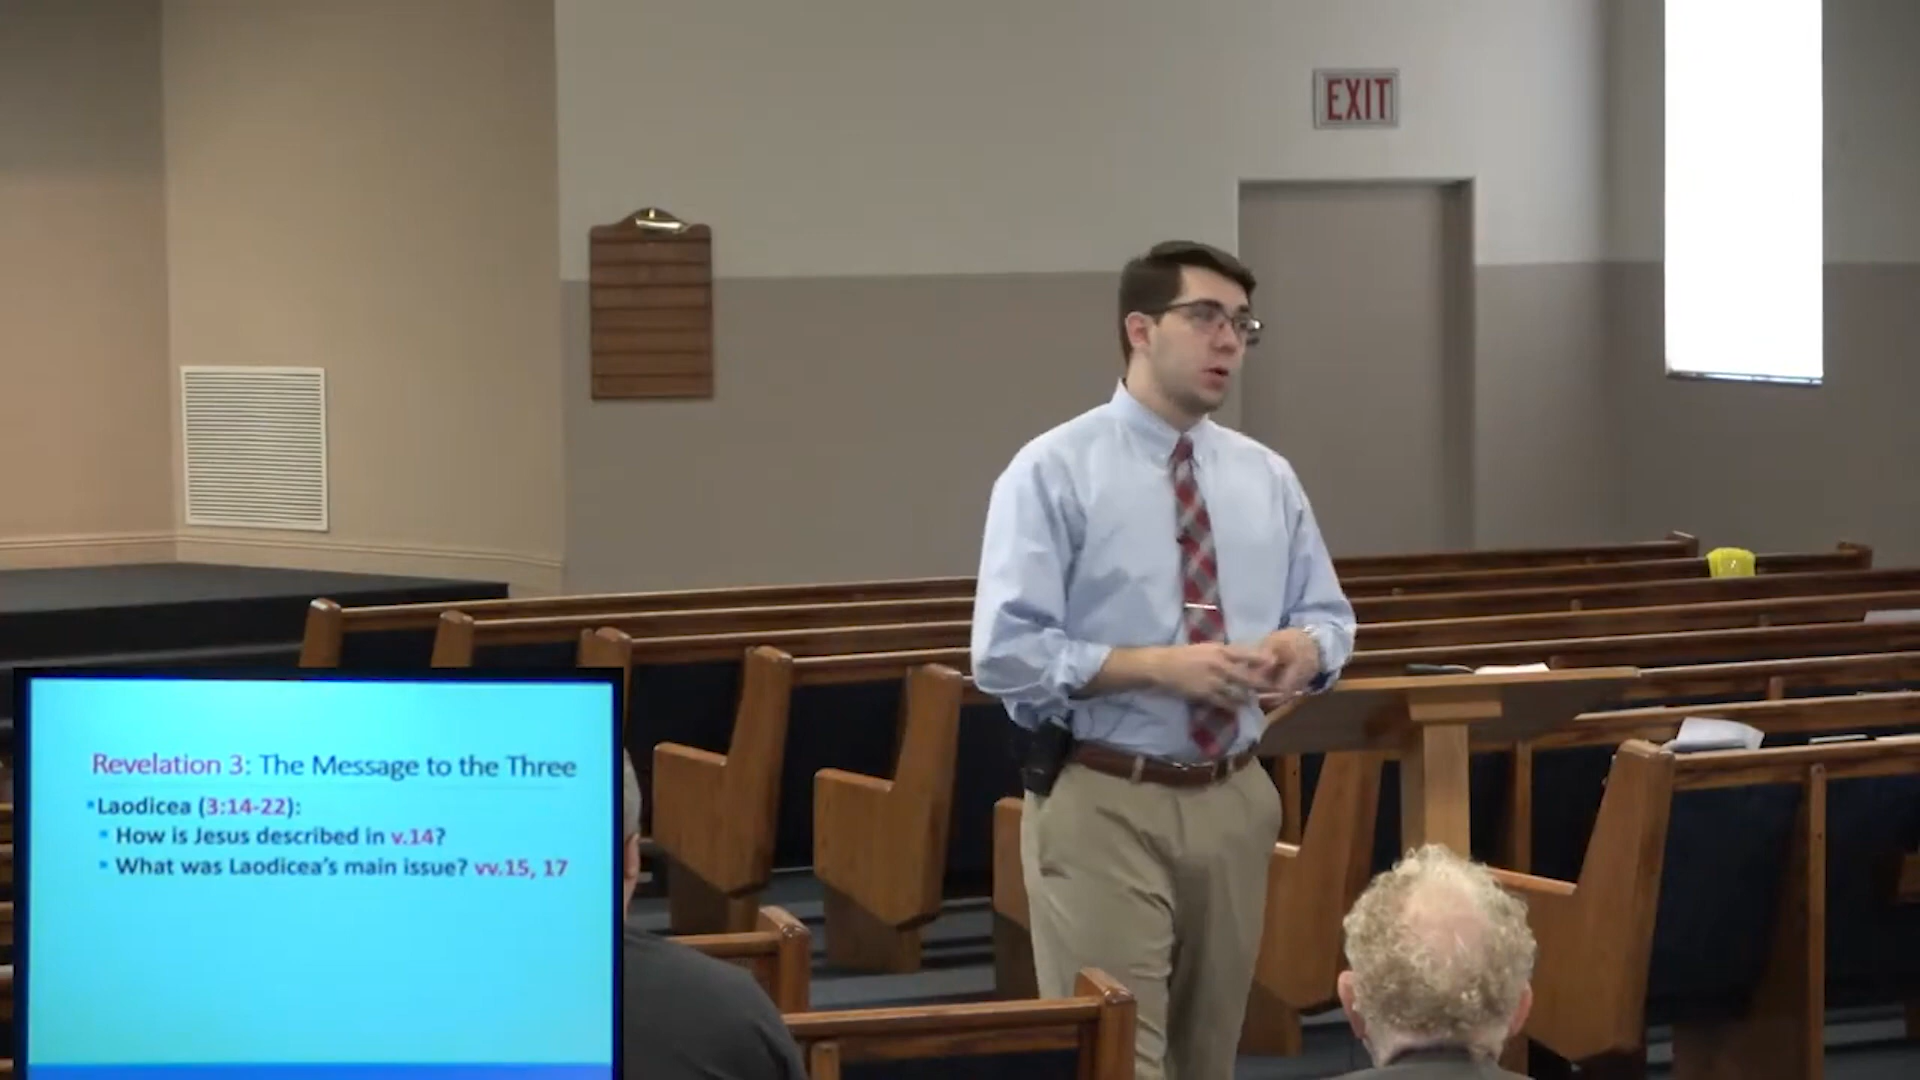 EXIT
Revelation 3: The Message to the Three
Laodicea (3:14-22):
How is Jesus described in v.14?
What was Laodicea's main issue? vv.15, 17